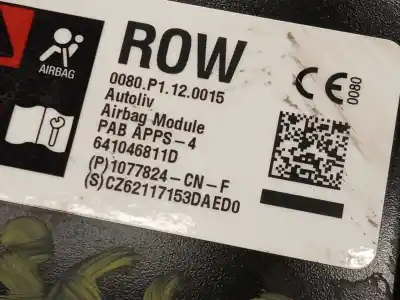 ROW
0080.P1.12.0015
Autoliv
Airbag Module
PAB APPS-4
641046811D
(P)1077824-CN-F
(S)CZ62117153DAED0
AIRBAG
CE 0080